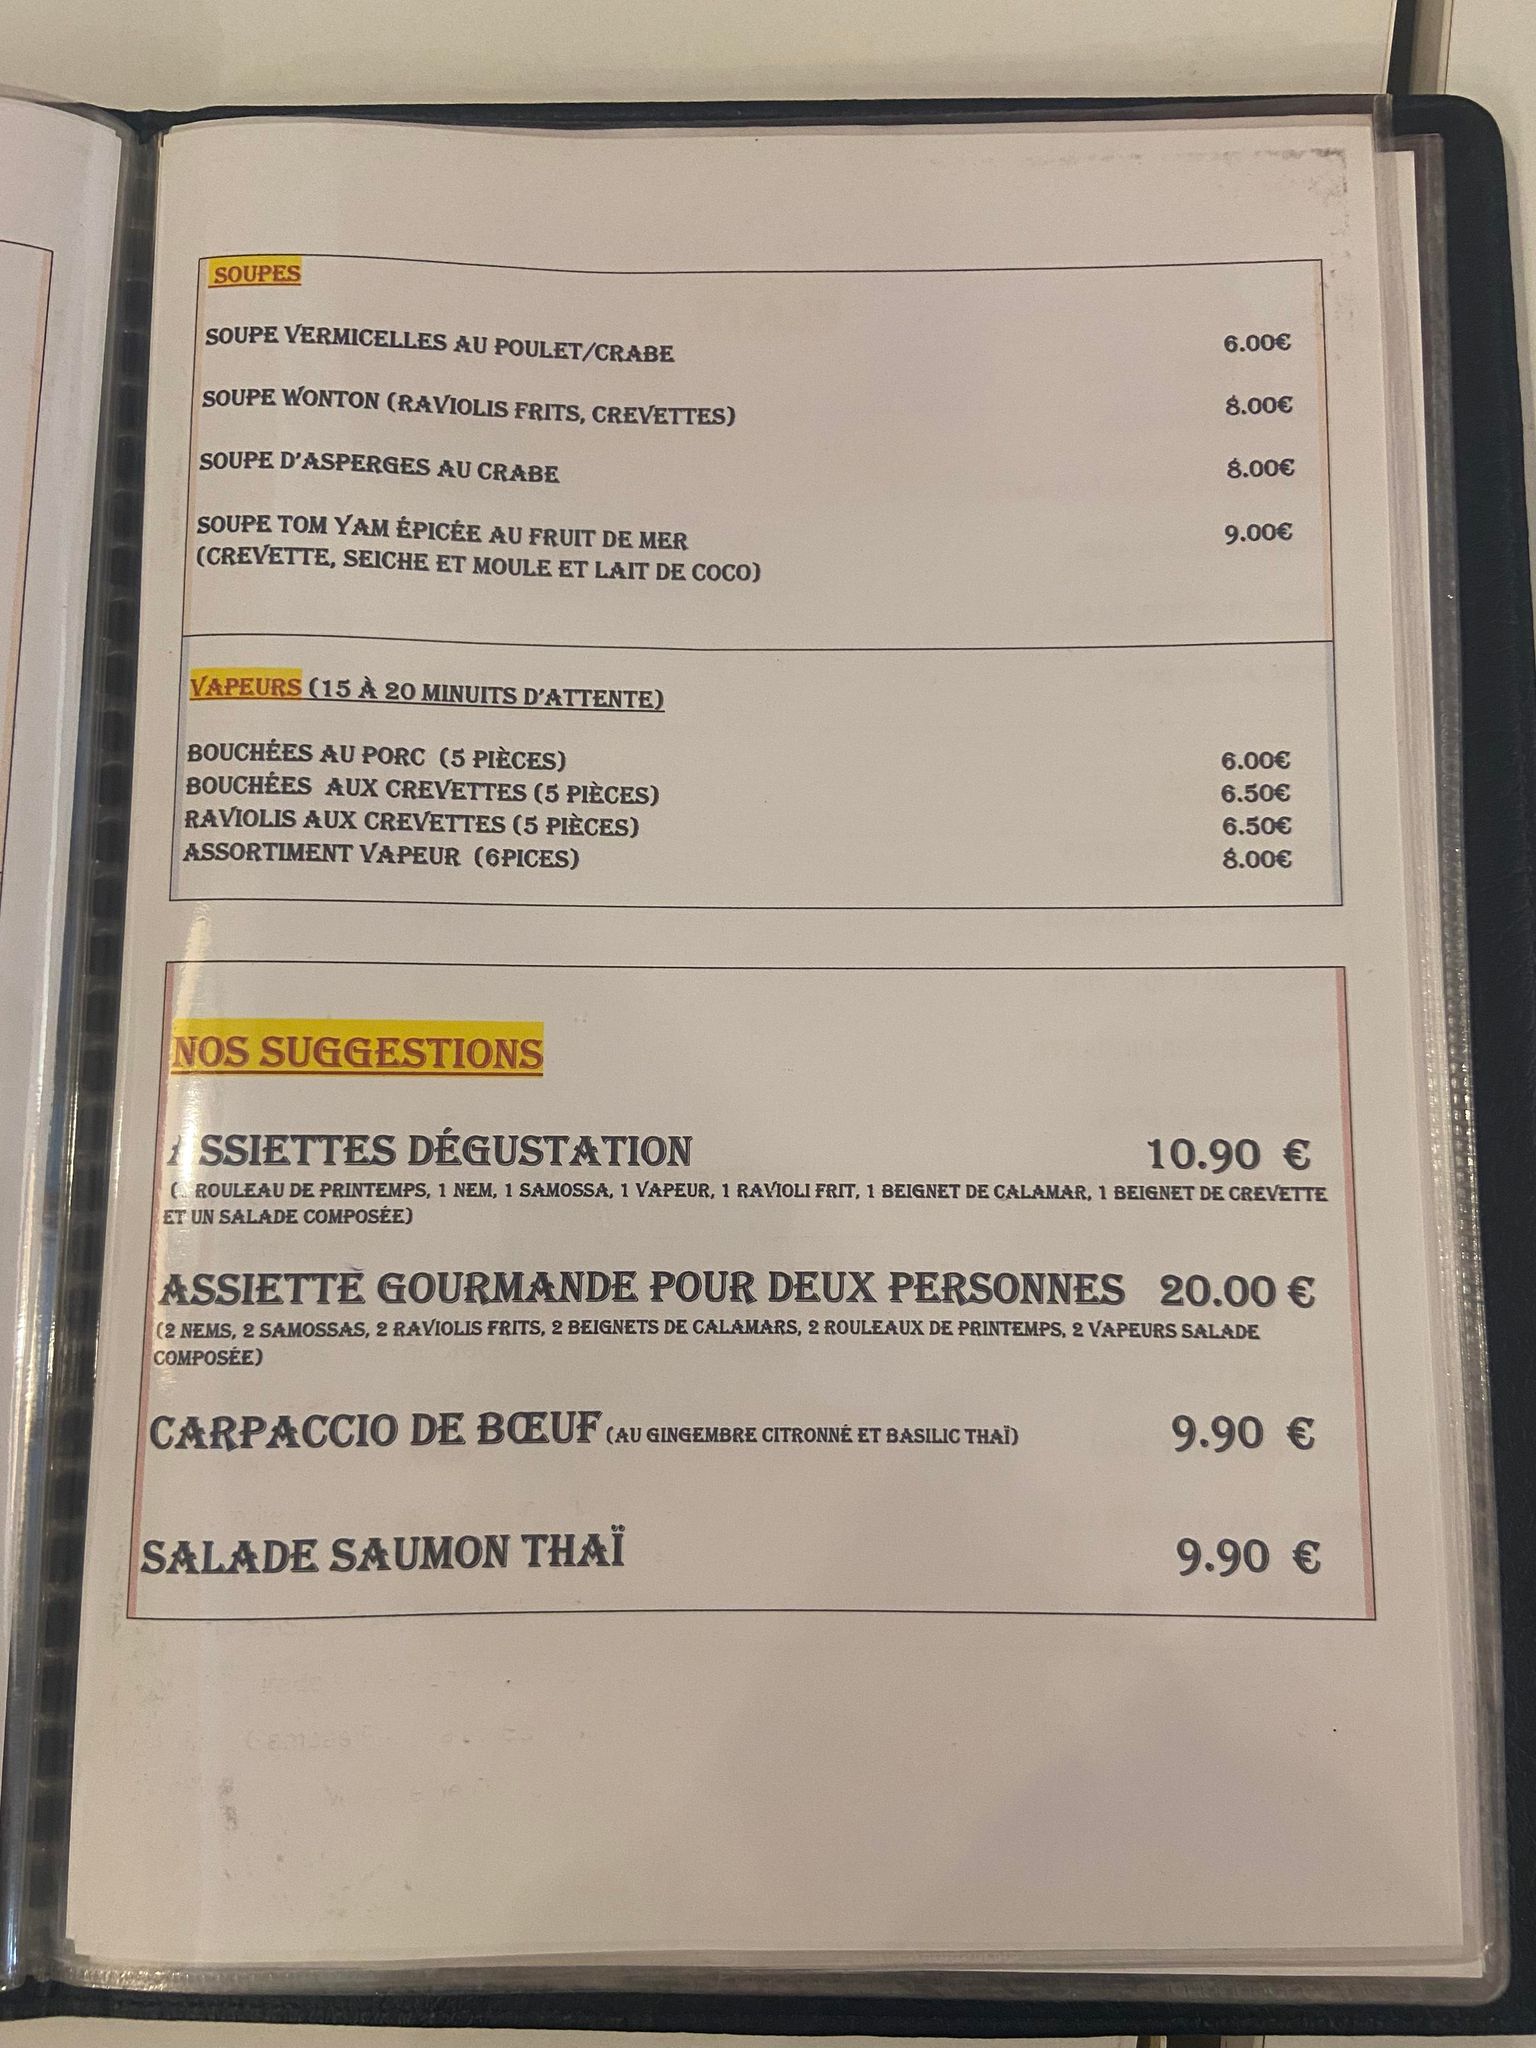 SOUPES
SOUPE VERMICELLES AU POULET/CRABE 6.00€
SOUPE WONTON (RAVIOLIS FRITS, CREVETTES) 8.00€
SOUPE D'ASPERGES AU CRABE 8.00€
SOUPE TOM YAM ÉPICÉE AU FRUIT DE MER 9.00€
(CREVETTE, SEICHE ET MOULE ET LAIT DE COCO)
VAPEURS (15 À 20 MINUITS D'ATTENTE)
BOUCHÉES AU PORC (5 PIÈCES) 6.00€
BOUCHÉES AUX CREVETTES (5 PIÈCES) 6.50€
RAVIOLIS AUX CREVETTES (5 PIÈCES) 6.50€
ASSORTIMENT VAPEUR (6PICES) 8.00€
NOS SUGGESTIONS
ASSIETTES DÉGUSTATION 10.90 €
ROULEAU DE PRINTEMPS, 1 NEM, 1 SAMOSSA, 1 VAPEUR, 1 RAVIOLI FRIT, 1 BEIGNET DE CALAMAR, 1 BEIGNET DE CREVETTE
ET UN SALADE COMPOSÉE)
ASSIETTE GOURMANDE POUR DEUX PERSONNES 20.00 €
(2 NEMS, 2 SAMOSSAS, 2 RAVIOLIS FRITS, 2 BEIGNETS DE CALAMARS, 2 ROULEAUX DE PRINTEMPS, 2 VAPEURS SALADE
COMPOSÉE)
CARPACCIO DE BŒUF (AU GINGEMBRE CITRONNÉ ET BASILIC THAÏ) 9.90 €
SALADE SAUMON THAÏ 9.90 €